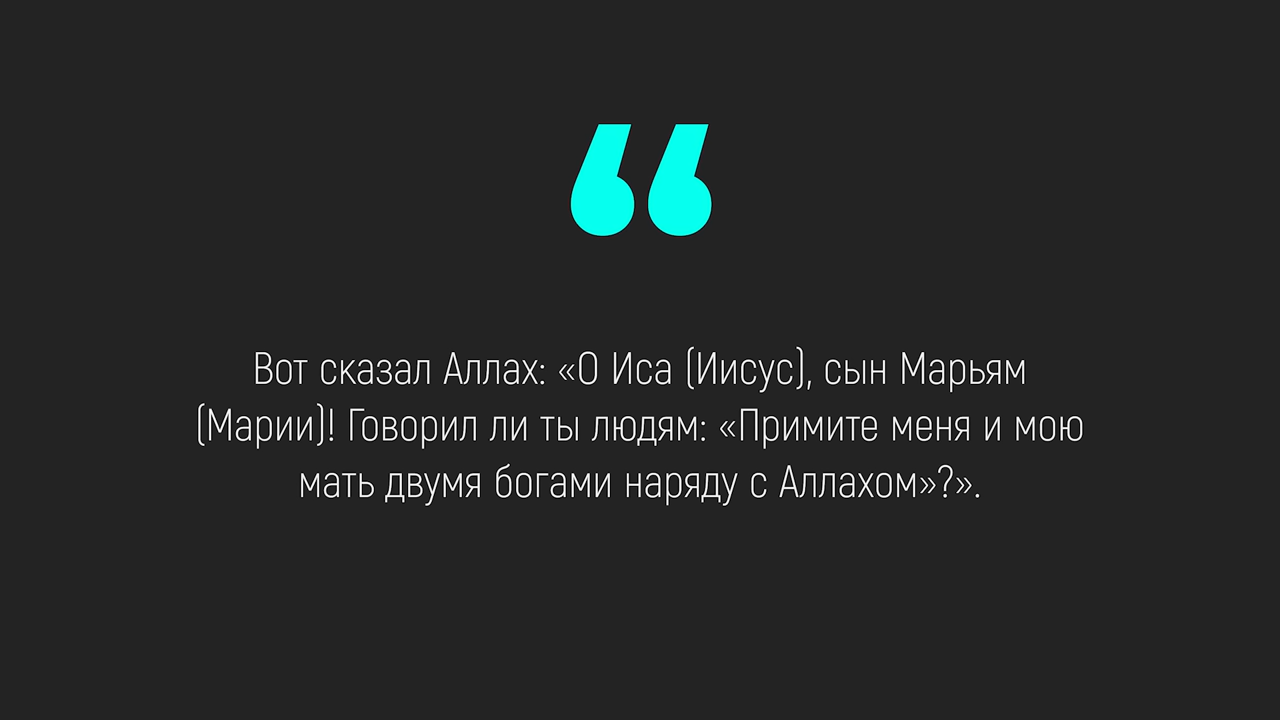 “
Вот сказал Аллах: «О Иса (Иисус), сын Марьям
(Марии)! Говорил ли ты людям: «Примите меня и мою
мать двумя богами наряду с Аллахом»?».